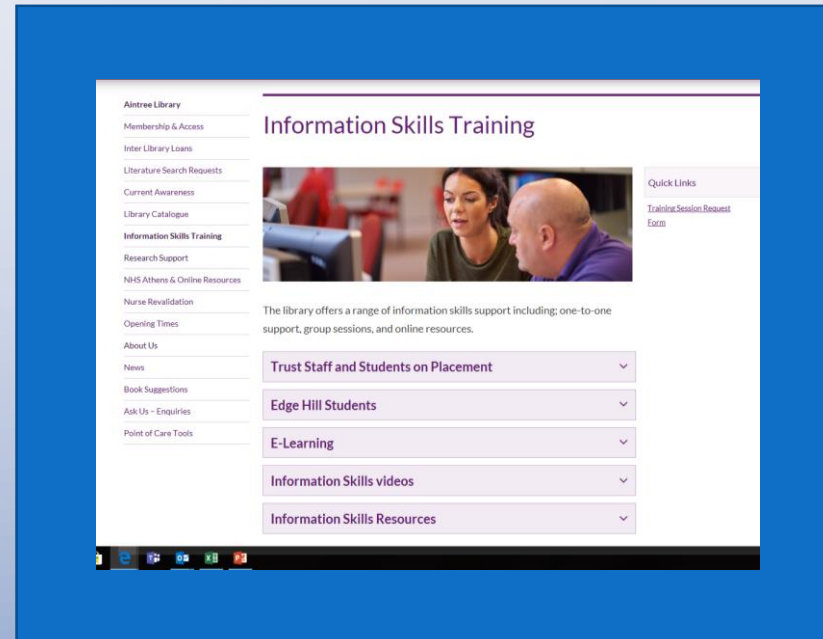 Aintree Library
Membership & Access
Inter Library Loans
Literature Search Requests
Current Awareness
Library Catalogue
Information Skills Training
Research Support
NHS Athens & Online Resources
Nurse Revalidation
Opening Times
About Us
News
Book Suggestions
Ask Us – Enquiries
Point of Care Tools
Information Skills Training
The library offers a range of information skills support including; one-to-one
support, group sessions, and online resources.
Trust Staff and Students on Placement
Edge Hill Students
E-Learning
Information Skills videos
Information Skills Resources
Quick Links
Training Session Request
Form